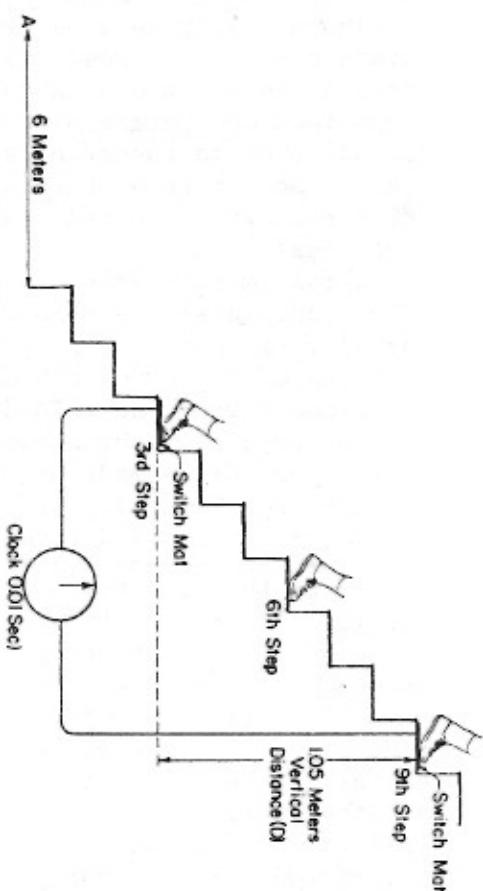 A
6 Meters
3rd Step
Switch Mat
Clock 0.01 Sec)
6th Step
1.05 Meters
Vertical
Distance (D)
9th Step
Switch Mat